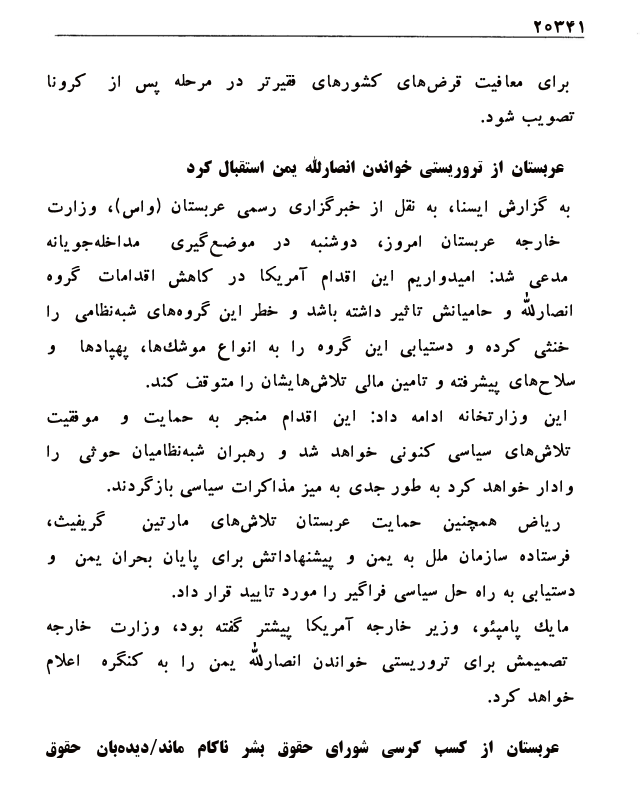 ۲۰۳۴۱
برای معافیت قرض‌های کشورهای فقیرتر در مرحله پس از کرونا
تصویب شود.
عربستان از تروریستی خواندن انصارلله یمن استقبال کرد
به گزارش ایسنا، به نقل از خبرگزاری رسمی عربستان (واس)، وزارت
خارجه عربستان امروز، دوشنبه در موضع‌گیری مداخله‌جویانه
مدعی شد: امیدواریم این اقدام آمریکا در کاهش اقدامات گروه
انصارلله و حامیانش تاثیر داشته باشد و خطر این گروه‌های شبه‌نظامی را
خنثی کرده و دستیابی این گروه را به انواع موشك‌ها، پهپادها و
سلاح‌های پیشرفته و تامین مالی تلاش‌هایشان را متوقف کند.
این وزارتخانه ادامه داد: این اقدام منجر به حمایت و موفقیت
تلاش‌های سیاسی کنونی خواهد شد و رهبران شبه‌نظامیان حوثی را
وادار خواهد کرد به طور جدی به میز مذاکرات سیاسی بازگردند.
ریاض همچنین حمایت عربستان تلاش‌های مارتین گریفیث،
فرستاده سازمان ملل به یمن و پیشنهاداتش برای پایان بحران یمن و
دستیابی به راه حل سیاسی فراگیر را مورد تایید قرار داد.
مایك پامپئو، وزیر خارجه آمریکا پیشتر گفته بود، وزارت خارجه
تصمیمش برای تروریستی خواندن انصارلله یمن را به کنگره اعلام
خواهد کرد.
عربستان از کسب کرسی شورای حقوق بشر ناکام ماند/دیده‌بان حقوق